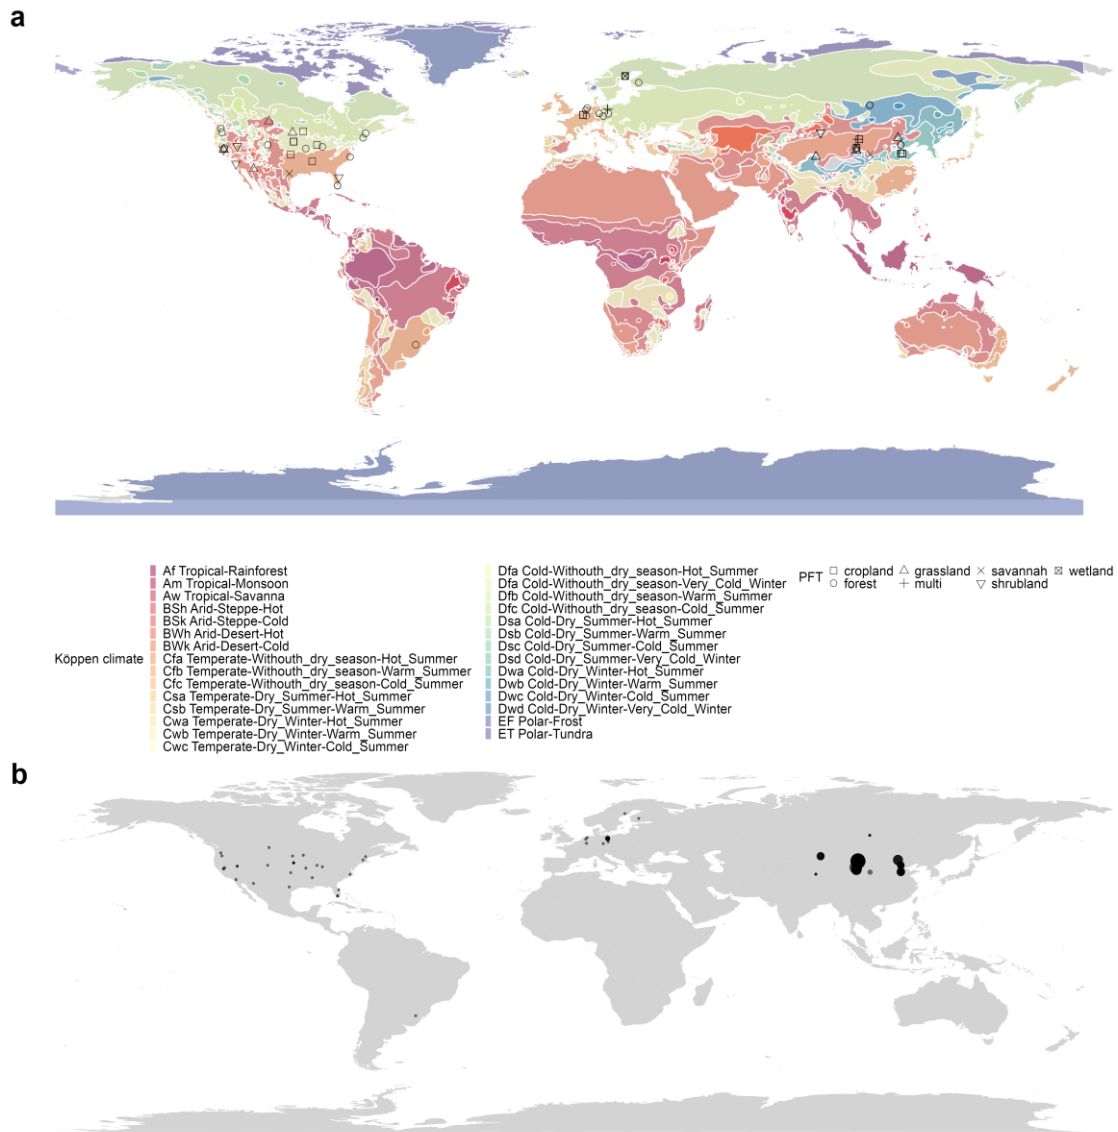 a
Köppen climate
Af Tropical-Rainforest
Am Tropical-Monsoon
Aw Tropical-Savanna
BSh Arid-Steppe-Hot
BSk Arid-Steppe-Cold
BWh Arid-Desert-Hot
BWk Arid-Desert-Cold
Cfa Temperate-Withouth_dry_season-Hot_Summer
Cfb Temperate-Withouth_dry_season-Warm_Summer
Cfc Temperate-Withouth_dry_season-Cold_Summer
Csa Temperate-Dry_Summer-Hot_Summer
Csb Temperate-Dry_Summer-Warm_Summer
Cwa Temperate-Dry_Winter-Hot_Summer
Cwb Temperate-Dry_Winter-Warm_Summer
Cwc Temperate-Dry_Winter-Cold_Summer
Dfa Cold-Withouth_dry_season-Hot_Summer
Dfa Cold-Withouth_dry_season-Very_Cold_Winter
Dfb Cold-Withouth_dry_season-Warm_Summer
Dfc Cold-Withouth_dry_season-Cold_Summer
Dsa Cold-Dry_Summer-Hot_Summer
Dsb Cold-Dry_Summer-Warm_Summer
Dsc Cold-Dry_Summer-Cold_Summer
Dsd Cold-Dry_Summer-Very_Cold_Winter
Dwa Cold-Dry_Winter-Hot_Summer
Dwb Cold-Dry_Winter-Warm_Summer
Dwc Cold-Dry_Winter-Cold_Summer
Dwd Cold-Dry_Winter-Very_Cold_Winter
EF Polar-Frost
ET Polar-Tundra
PFT
cropland grassland savannah wetland
forest multi shrubland
b